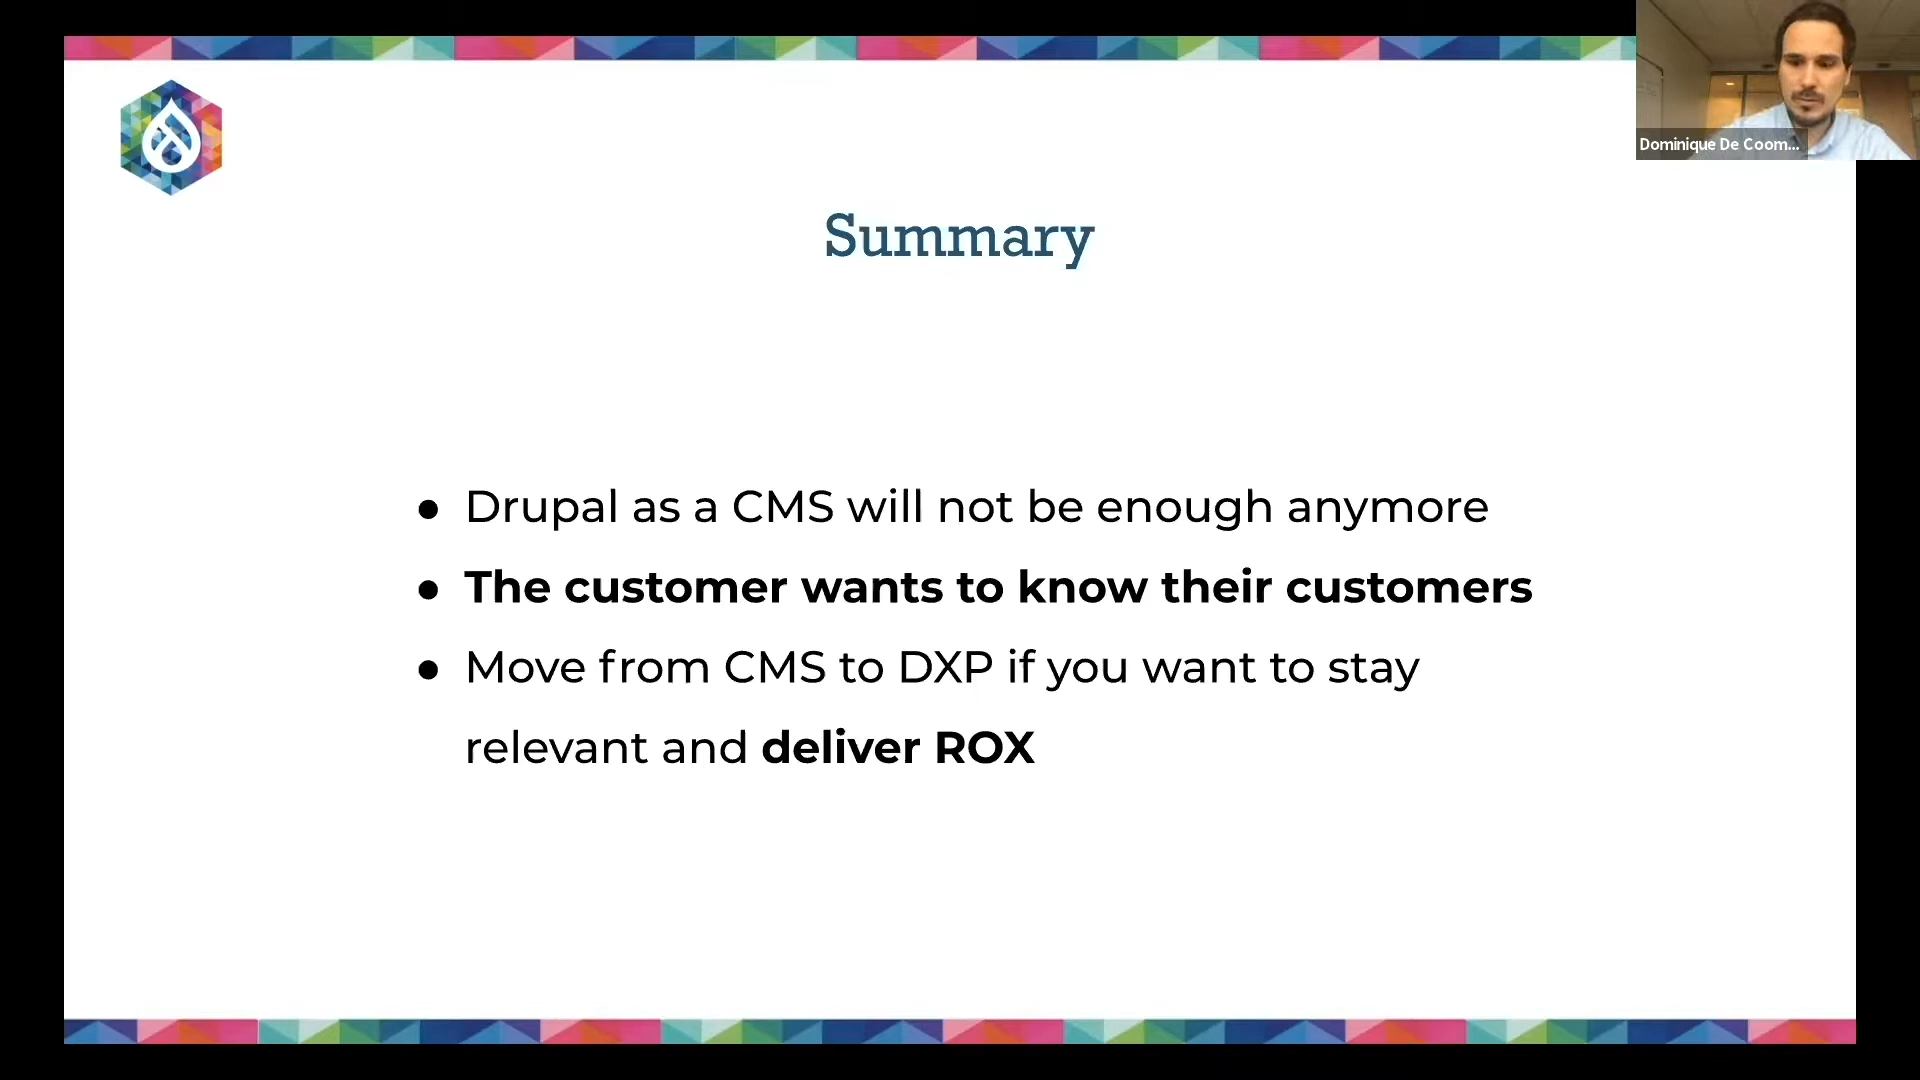 Dominique De Coom...
Summary
● Drupal as a CMS will not be enough anymore
● The customer wants to know their customers
● Move from CMS to DXP if you want to stay
relevant and deliver ROX